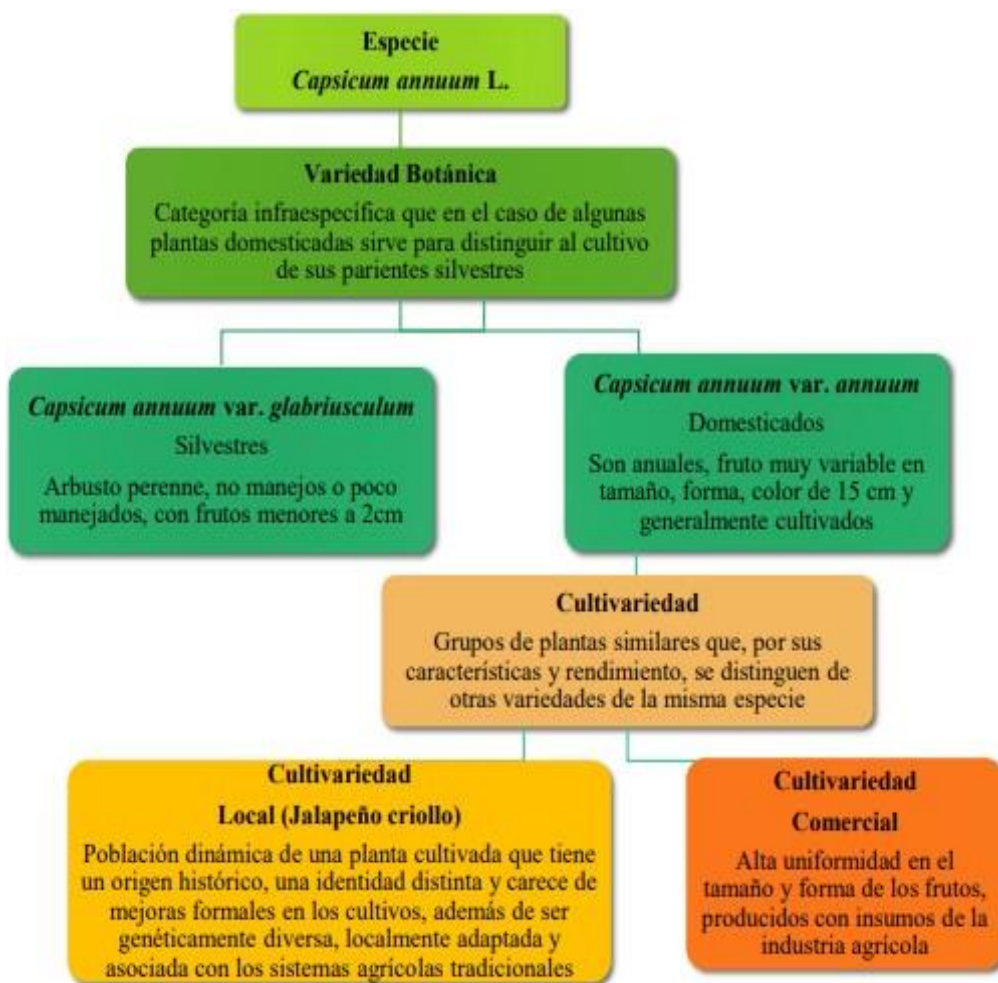 Especie
Capsicum annuum L.
Variedad Botánica
Categoría infraespecífica que en el caso de algunas
plantas domesticadas sirve para distinguir al cultivo
de sus parientes silvestres
Capsicum annuum var. glabriusculum
Silvestres
Arbusto perenne, no manejos o poco
manejados, con frutos menores a 2cm
Capsicum annuum var. annuum
Domesticados
Son anuales, fruto muy variable en
tamaño, forma, color de 15 cm y
generalmente cultivados
Cultivariedad
Grupos de plantas similares que, por sus
características y rendimiento, se distinguen de
otras variedades de la misma especie
Cultivariedad
Local (Jalapeño criollo)
Población dinámica de una planta cultivada que tiene
un origen histórico, una identidad distinta y carece de
mejoras formales en los cultivos, además de ser
genéticamente diversa, localmente adaptada y
asociada con los sistemas agrícolas tradicionales
Cultivariedad
Comercial
Alta uniformidad en el
tamaño y forma de los frutos,
producidos con insumos de la
industria agrícola